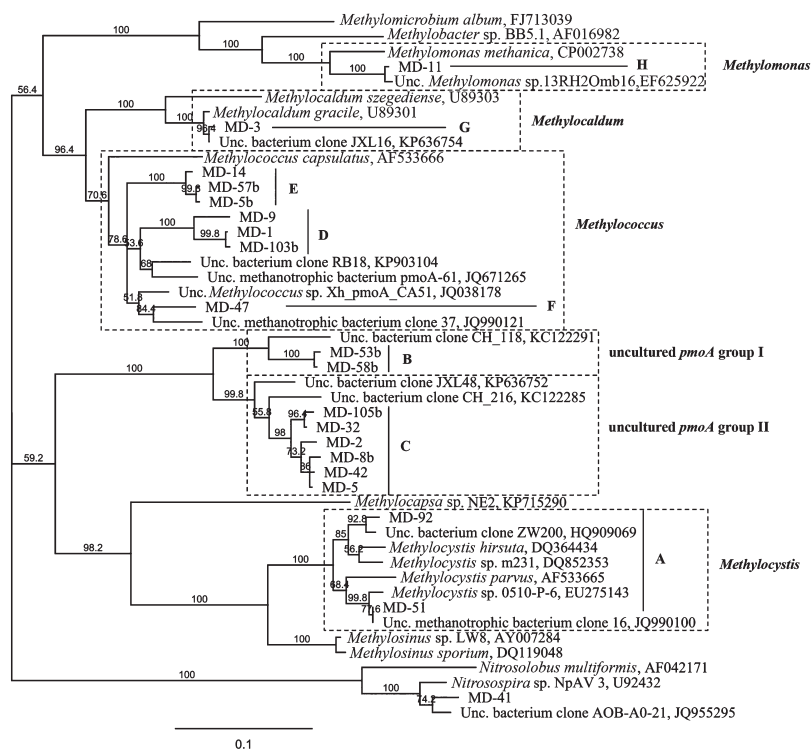 Methylomicrobium album, FJ713039
100
Methylobacter sp. BB5.1, AF016982
100
Methylomonas methanica, CP002738
100
MD-11 H
Methylomonas
100
Unc. Methylomonas sp.13RH2Omb16,EF625922
56.4
Methylocaldum szegediense, U89303
100
Methylocaldum gracile, U89301
100
Methylocaldum
96.4
MD-3 G
Unc. bacterium clone JXL16, KP636754
96.4
Methylococcus capsulatus, AF533666
MD-14
100
99.8
MD-57b E
70.6
MD-5b
MD-9
100
Methylococcus
MD-1 D
99.8
78.6
53.6
MD-103b
Unc. bacterium clone RB18, KP903104
68
Unc. methanotrophic bacterium pmoA-61, JQ671265
Unc. Methylococcus sp. Xh_pmoA_CA51, JQ038178
51.8
MD-47 F
84.4
Unc. methanotrophic bacterium clone 37, JQ990121
Unc. bacterium clone CH_118, KC122291
100
MD-53b
uncultured pmoA group I
100
B
MD-58b
100
Unc. bacterium clone JXL48, KP636752
99.8
Unc. bacterium clone CH_216, KC122285
55.8
MD-105b
96.4
MD-32
uncultured pmoA group II
98
MD-2
C
73.2
MD-8b
86
MD-42
59.2
MD-5
Methylocapsa sp. NE2, KP715290
MD-92
92.8
Unc. bacterium clone ZW200, HQ909069
85
Methylocystis hirsuta, DQ364434
56.2
98.2
Methylocystis sp. m231, DQ852353
A
Methylocystis
100
Methylocystis parvus, AF533665
68.4
Methylocystis sp. 0510-P-6, EU275143
99.8
MD-51
77.6
100
Unc. methanotrophic bacterium clone 16, JQ990100
Methylosinus sp. LW8, AY007284
100
Methylosinus sporium, DQ119048
Nitrosolobus multiformis, AF042171
100
Nitrosospira sp. NpAV 3, U92432
100
MD-41
74.2
Unc. bacterium clone AOB-A0-21, JQ955295
0.1